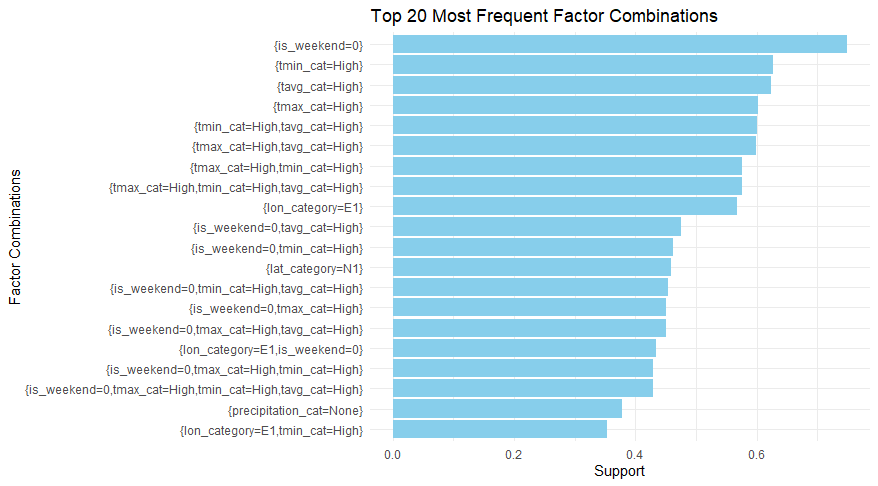 Top 20 Most Frequent Factor Combinations
Factor Combinations
{is_weekend=0}
{tmin_cat=High}
{tavg_cat=High}
{tmax_cat=High}
{tmin_cat=High,tavg_cat=High}
{tmax_cat=High,tavg_cat=High}
{tmax_cat=High,tmin_cat=High}
{tmax_cat=High,tmin_cat=High,tavg_cat=High}
{lon_category=E1}
{is_weekend=0,tavg_cat=High}
{is_weekend=0,tmin_cat=High}
{lat_category=N1}
{is_weekend=0,tmin_cat=High,tavg_cat=High}
{is_weekend=0,tmax_cat=High}
{is_weekend=0,tmax_cat=High,tavg_cat=High}
{lon_category=E1,is_weekend=0}
{is_weekend=0,tmax_cat=High,tmin_cat=High}
{is_weekend=0,tmax_cat=High,tmin_cat=High,tavg_cat=High}
{precipitation_cat=None}
{lon_category=E1,tmin_cat=High}
0.0 0.2 0.4 0.6
Support